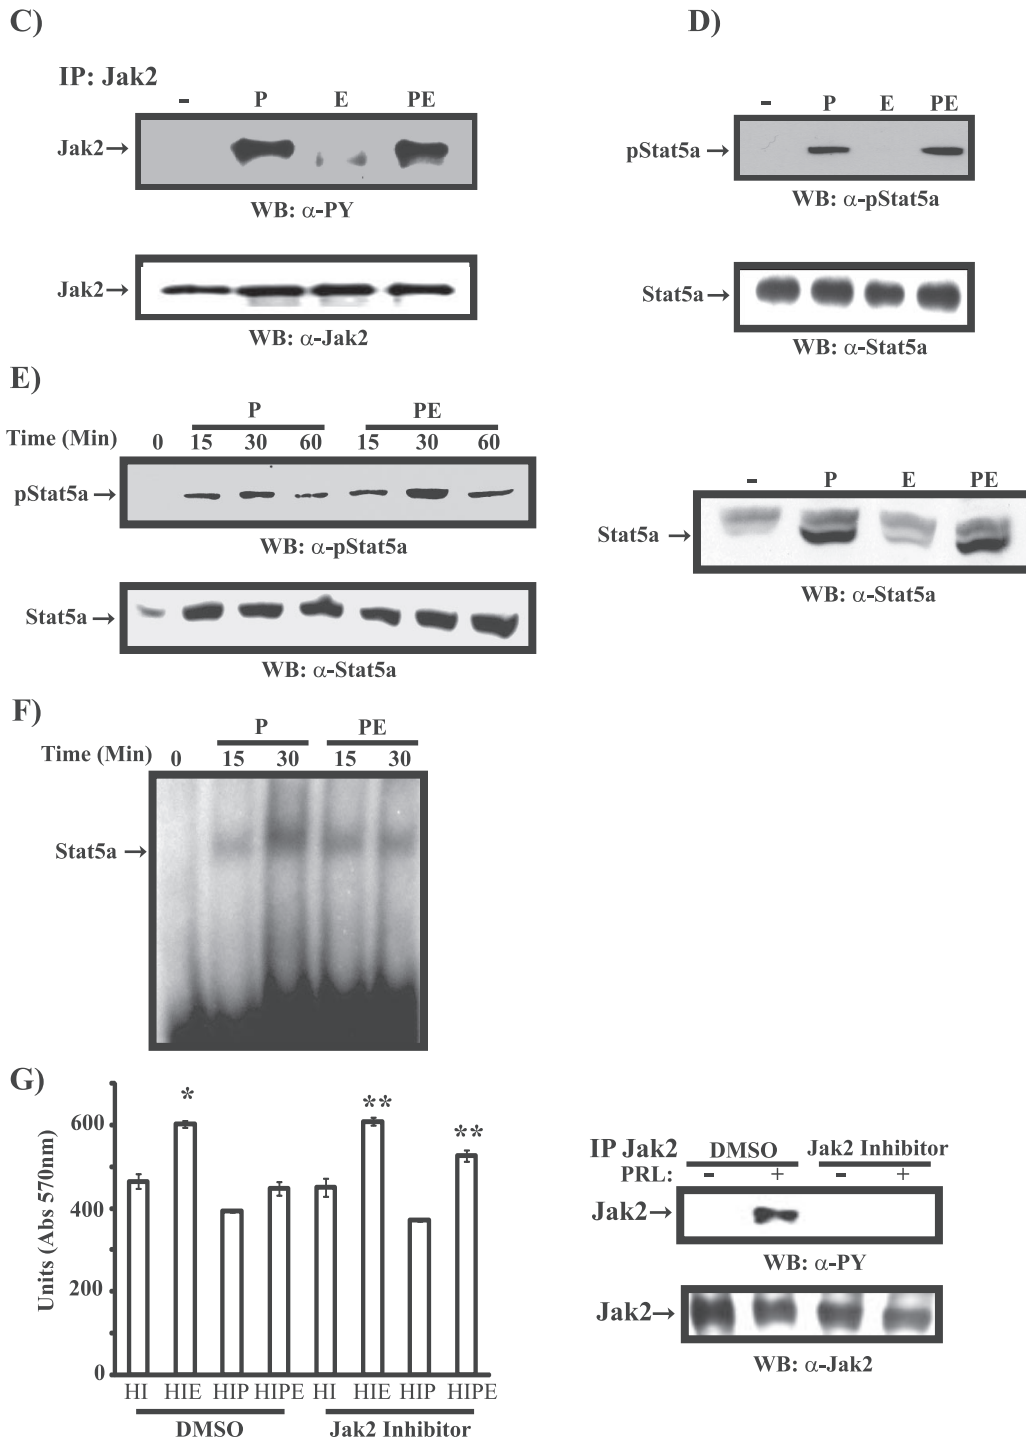 C)
IP: Jak2
- P E PE
Jak2→
WB: α-PY
Jak2→
WB: α-Jak2
D)
- P E PE
pStat5a→
WB: α-pStat5a
Stat5a→
WB: α-Stat5a
- P E PE
Stat5a →
WB: α-Stat5a
E)
P PE
Time (Min) 0 15 30 60 15 30 60
pStat5a→
WB: α-pStat5a
Stat5a→
WB: α-Stat5a
F)
P PE
Time (Min) 0 15 30 15 30
Stat5a →
G)
Units (Abs 570nm)
600
400
200
0
* ** **
HI HIE HIP HIPE HI HIE HIP HIPE
DMSO Jak2 Inhibitor
IP Jak2 DMSO Jak2 Inhibitor
PRL: - + - +
Jak2→
WB: α-PY
Jak2→
WB: α-Jak2